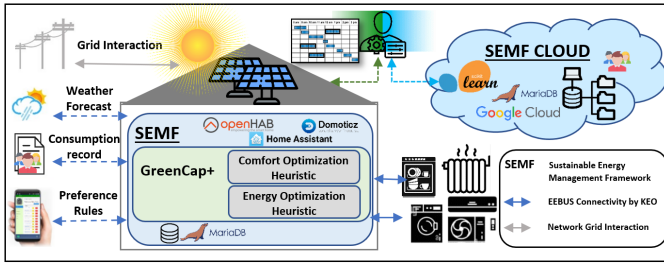 Grid Interaction
SEMF CLOUD
learn
MariaDB
Google Cloud
Weather
Forecast
SEMF
openHAB
Domoticz
Home Assistant
Consumption
record
GreenCap+
Comfort Optimization
Heuristic
Energy Optimization
Heuristic
Preference
Rules
MariaDB
SEMF Sustainable Energy
Management Framework
EEBUS Connectivity by KEO
Network Grid Interaction